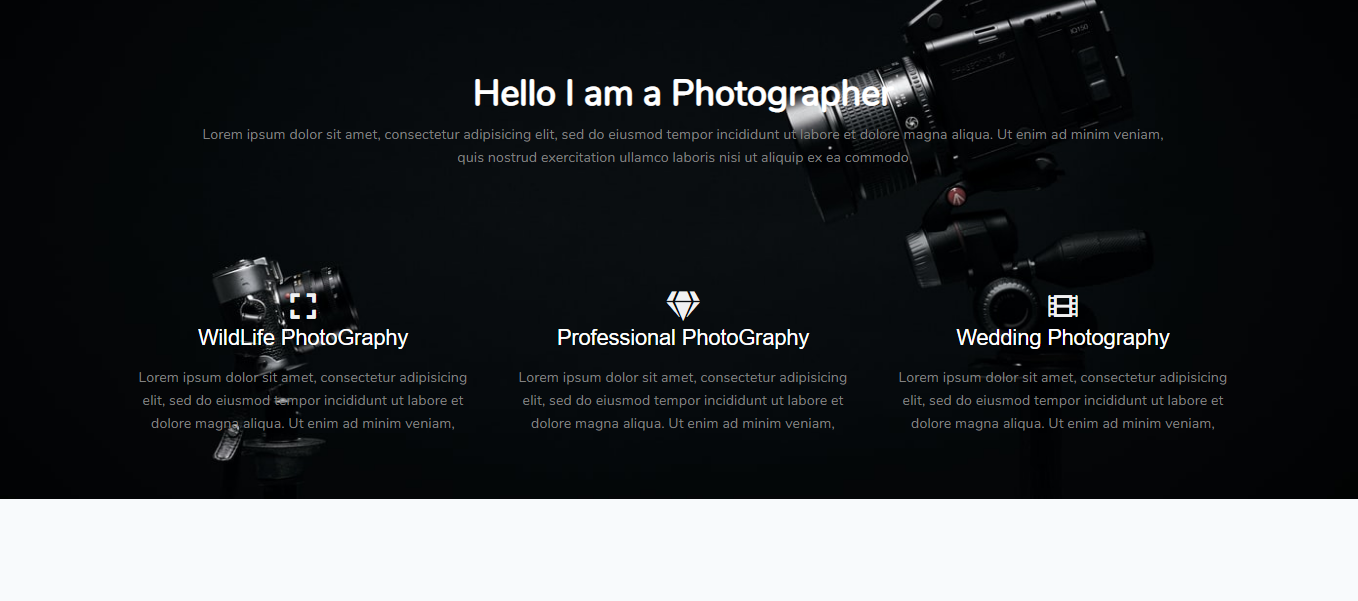 IQ150
Hello I am a Photographer
Lorem ipsum dolor sit amet, consectetur adipisicing elit, sed do eiusmod tempor incididunt ut labore et dolore magna aliqua. Ut enim ad minim veniam,
quis nostrud exercitation ullamco laboris nisi ut aliquip ex ea commodo.
WildLife PhotoGraphy
Lorem ipsum dolor sit amet, consectetur adipisicing
elit, sed do eiusmod tempor incididunt ut labore et
dolore magna aliqua. Ut enim ad minim veniam,
Professional PhotoGraphy
Lorem ipsum dolor sit amet, consectetur adipisicing
elit, sed do eiusmod tempor incididunt ut labore et
dolore magna aliqua. Ut enim ad minim veniam,
Wedding Photography
Lorem ipsum dolor sit amet, consectetur adipisicing
elit, sed do eiusmod tempor incididunt ut labore et
dolore magna aliqua. Ut enim ad minim veniam,